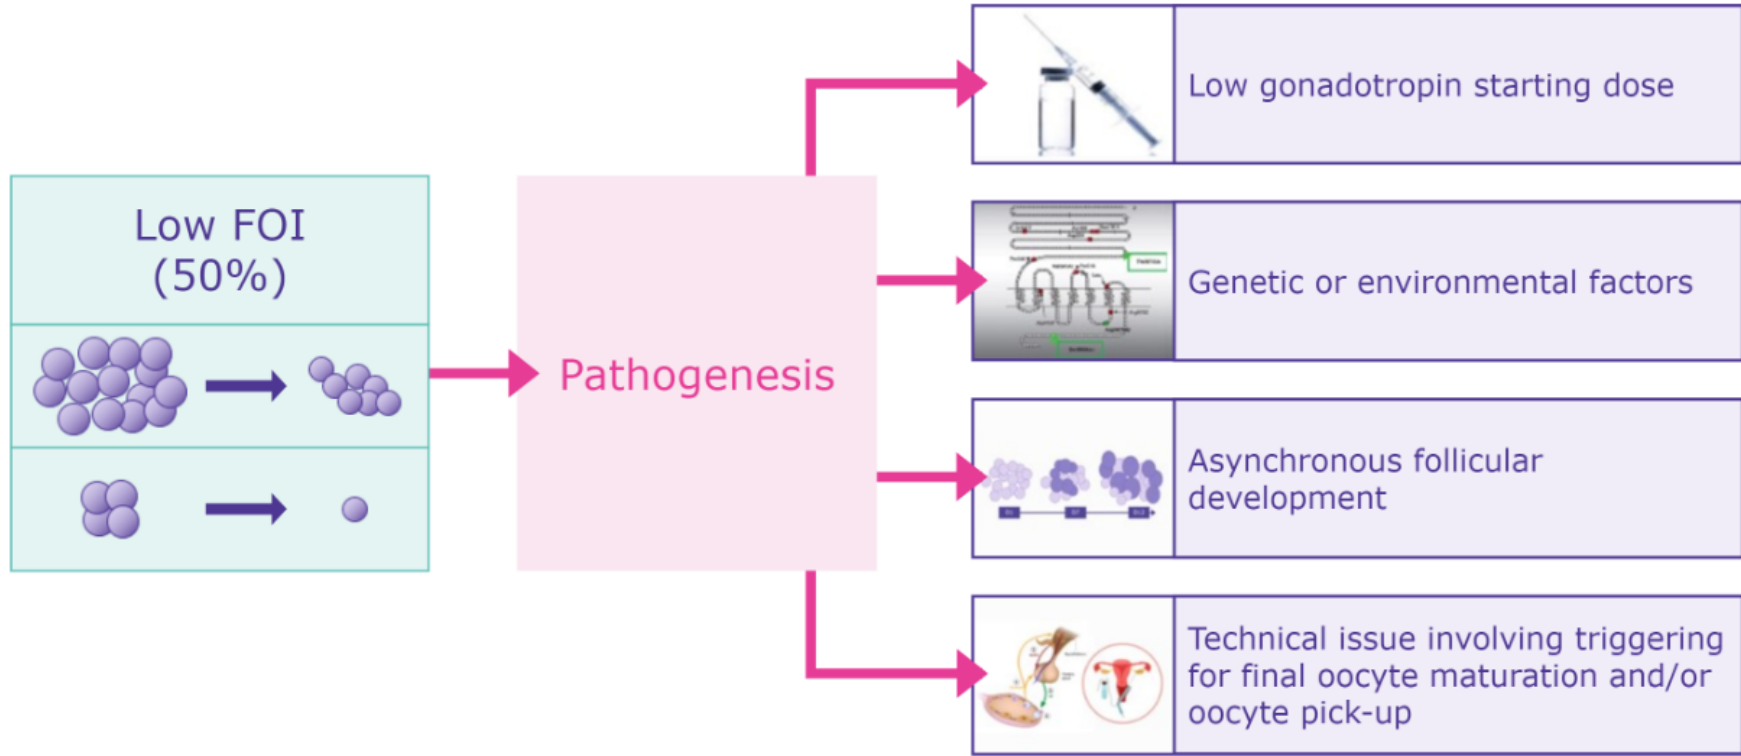 Low FOI
(50%)
Pathogenesis
Low gonadotropin starting dose
Genetic or environmental factors
Asynchronous follicular
development
Technical issue involving triggering
for final oocyte maturation and/or
oocyte pick-up